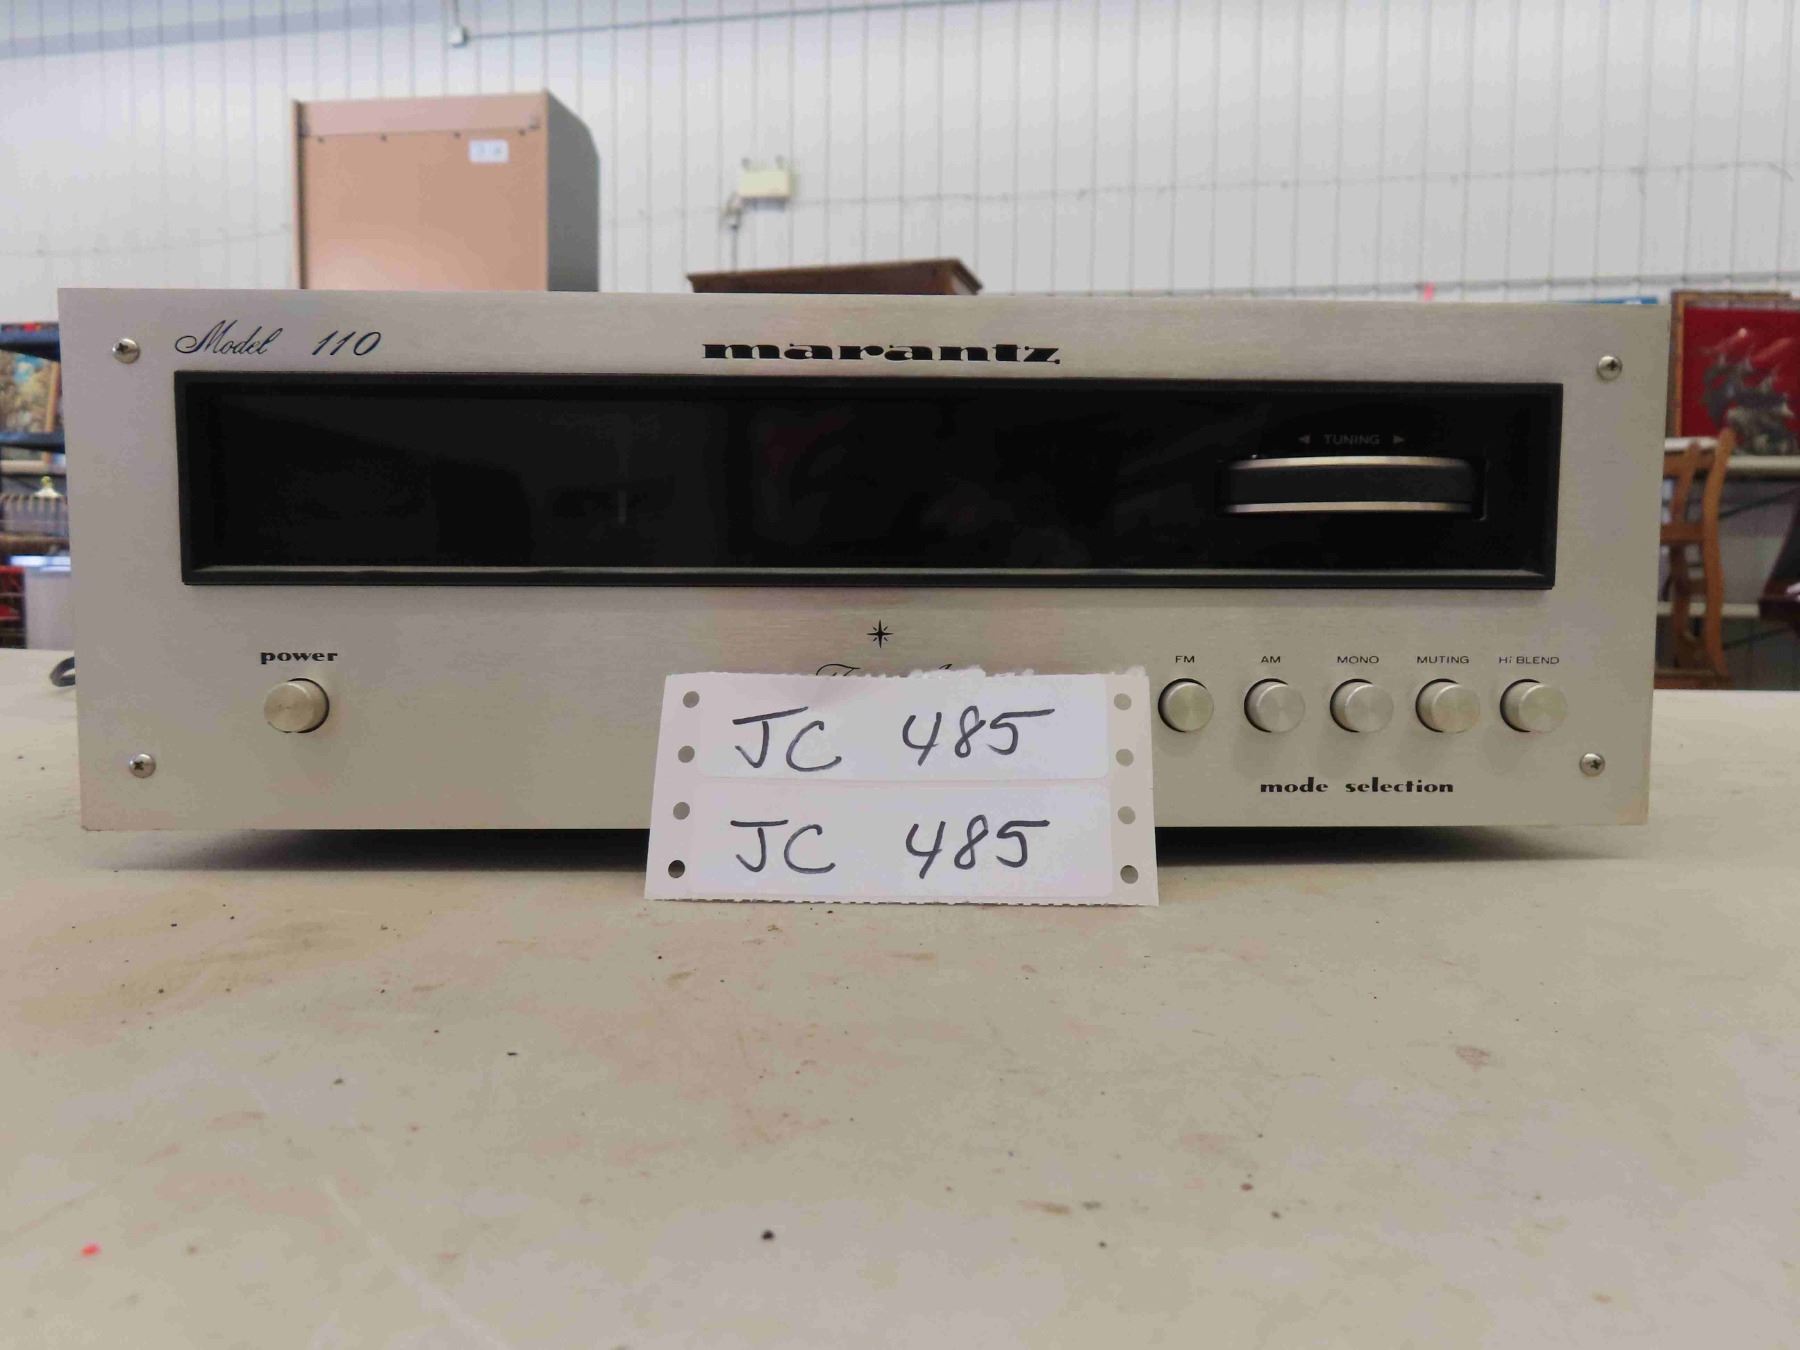 Model 110
marantz
◄ TUNING ►
power
FM AM MONO MUTING Hi BLEND
mode selection
JC 485
JC 485